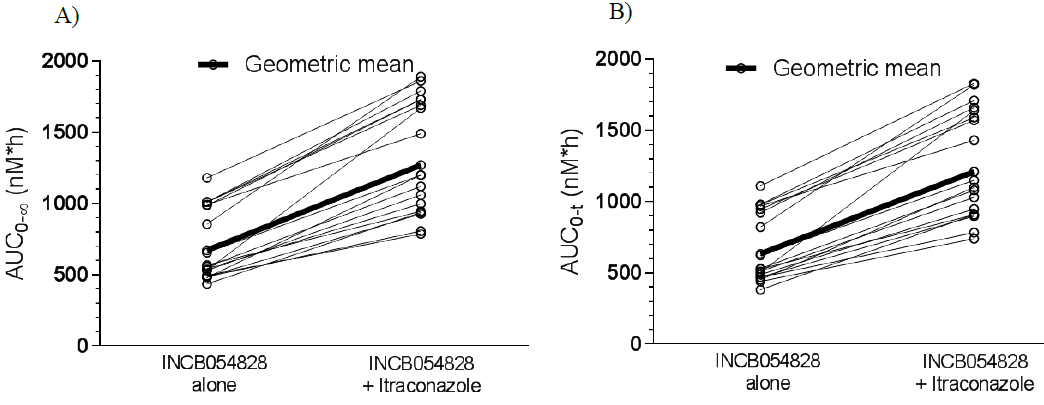 A)
Geometric mean
2000
1500
1000
500
0
AUC0-∞ (nM*h)
INCB054828
alone
INCB054828
+ Itraconazole
B)
Geometric mean
2000
1500
1000
500
0
AUC0-t (nM*h)
INCB054828
alone
INCB054828
+ Itraconazole